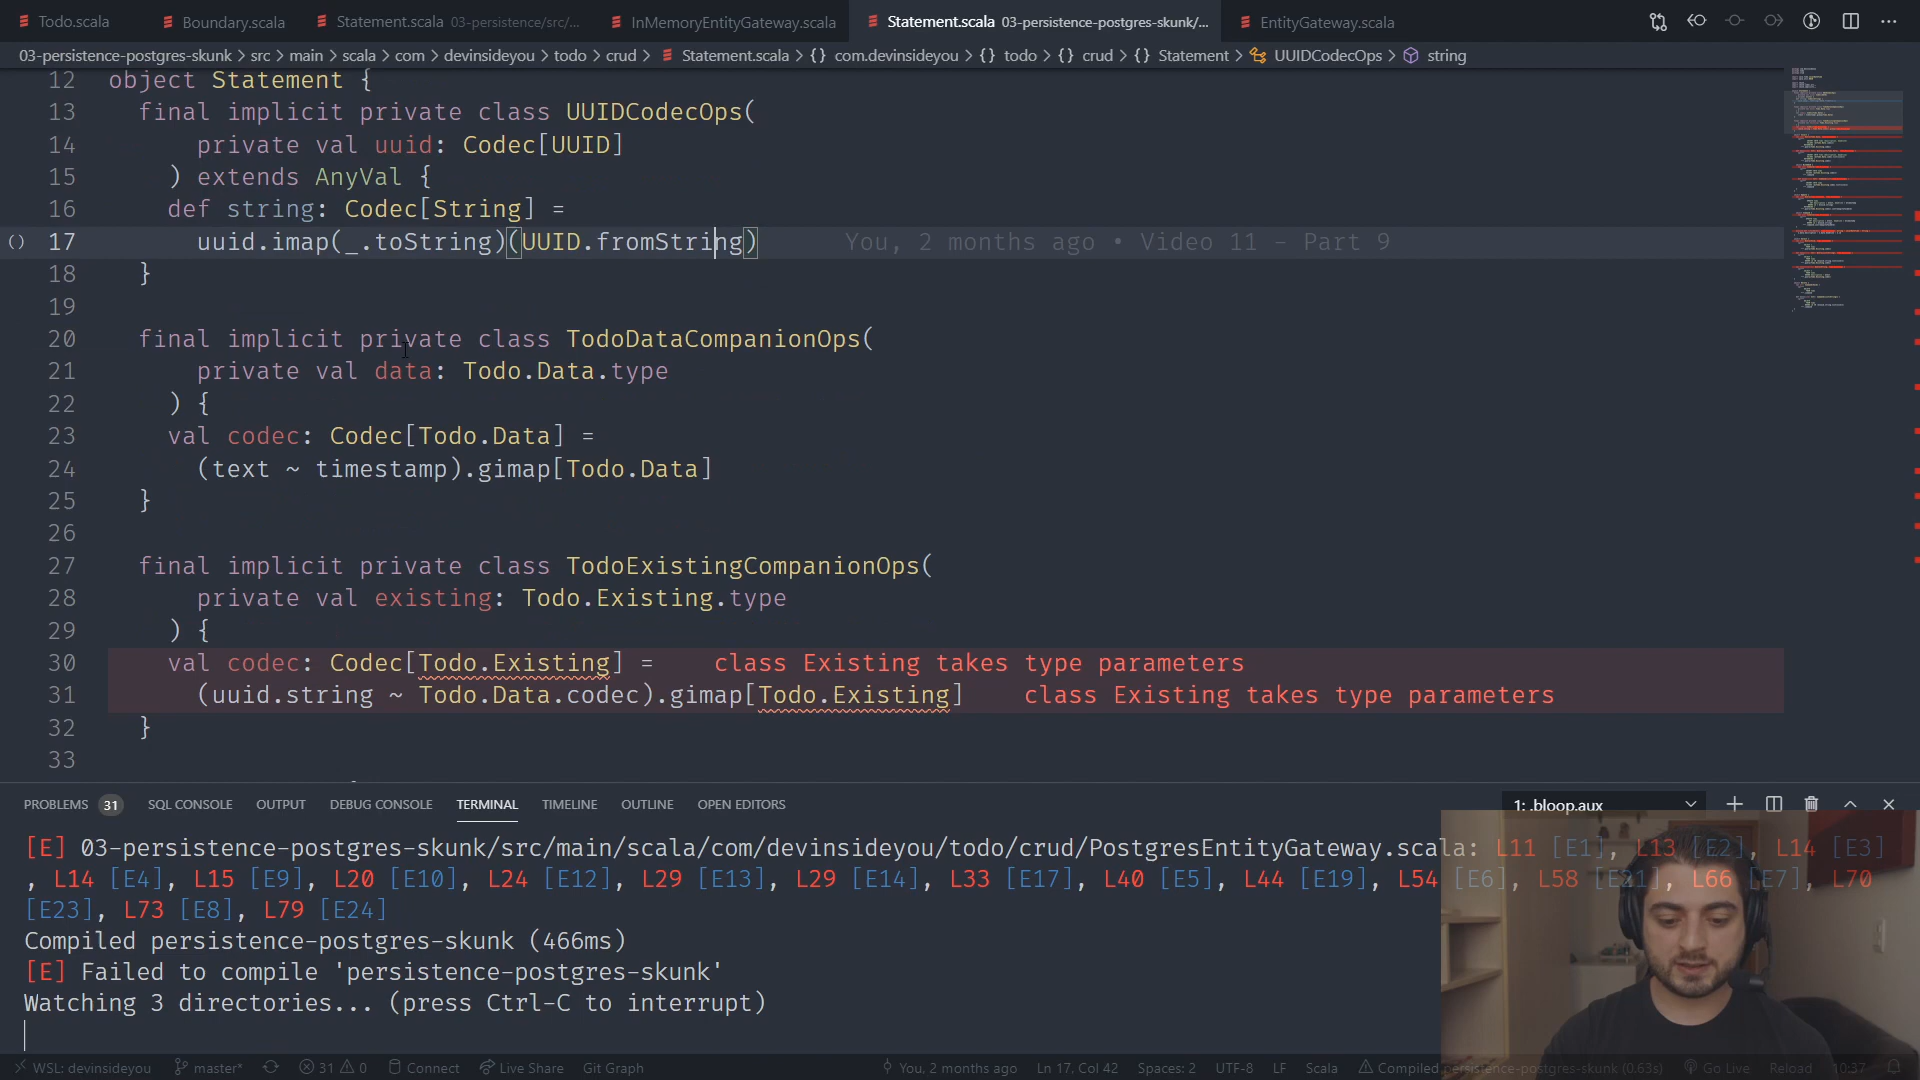 Todo.scala
Boundary.scala
Statement.scala 03-persistence/src/...
InMemoryEntityGateway.scala
Statement.scala 03-persistence-postgres-skunk/...
EntityGateway.scala
03-persistence-postgres-skunk > src > main > scala > com > devinsideyou > todo > crud > Statement.scala > {} com.devinsideyou > {} todo > {} crud > {} Statement > UUIDCodecOps > string
12 object Statement {
13 final implicit private class UUIDCodecOps(
14 private val uuid: Codec[UUID]
15 ) extends AnyVal {
16 def string: Codec[String] =
17 uuid.imap(_.toString)(UUID.fromString) You, 2 months ago • Video 11 – Part 9
18 }
19
20 final implicit private class TodoDataCompanionOps(
21 private val data: Todo.Data.type
22 ) {
23 val codec: Codec[Todo.Data] =
24 (text ~ timestamp).gimap[Todo.Data]
25 }
26
27 final implicit private class TodoExistingCompanionOps(
28 private val existing: Todo.Existing.type
29 ) {
30 val codec: Codec[Todo.Existing] = class Existing takes type parameters
31 (uuid.string ~ Todo.Data.codec).gimap[Todo.Existing] class Existing takes type parameters
32 }
33
PROBLEMS 31 SQL CONSOLE OUTPUT DEBUG CONSOLE TERMINAL TIMELINE OUTLINE OPEN EDITORS 1: .bloop.aux
[E] 03-persistence-postgres-skunk/src/main/scala/com/devinsideyou/todo/crud/PostgresEntityGateway.scala: L11 [E1], L13 [E2], L14 [E3]
, L14 [E4], L15 [E9], L20 [E10], L24 [E12], L29 [E13], L29 [E14], L33 [E17], L40 [E5], L44 [E19], L54 [E6], L58 [E21], L66 [E7], L70
[E23], L73 [E8], L79 [E24]
Compiled persistence-postgres-skunk (466ms)
[E] Failed to compile 'persistence-postgres-skunk'
Watching 3 directories... (press Ctrl-C to interrupt)
WSL: devinsideyou master* 31 0 Connect Live Share Git Graph You, 2 months ago Ln 17, Col 42 Spaces: 2 UTF-8 LF Scala Compiled persistence-postgres-skunk (0.63s) Go Live Reload 10:37